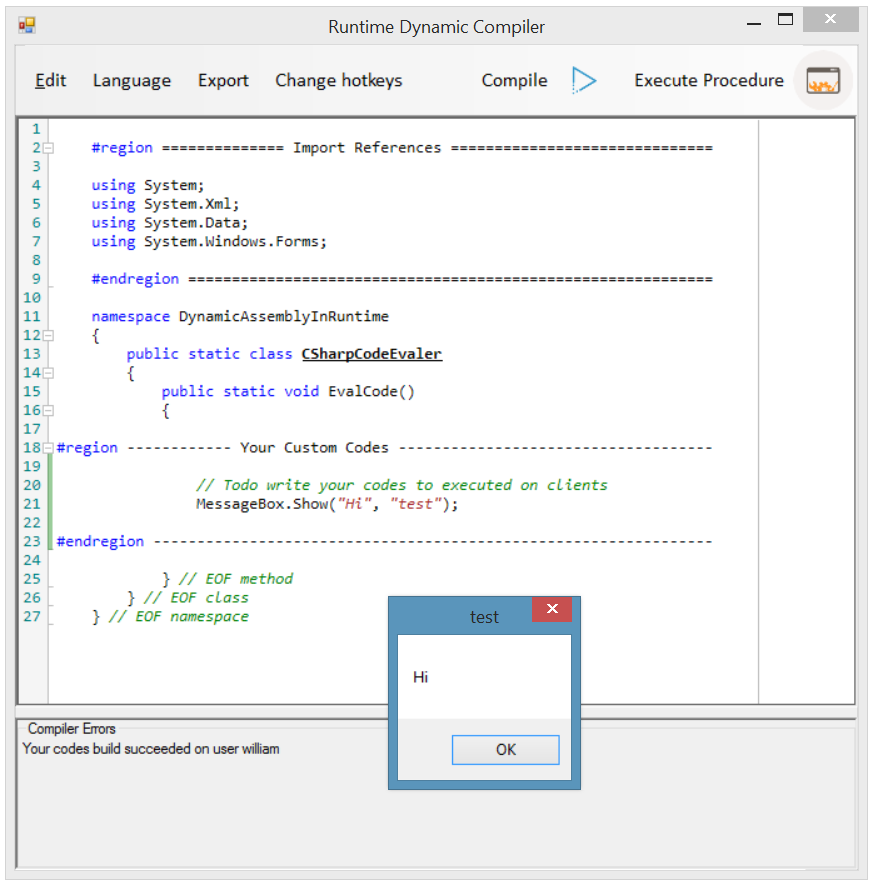 Runtime Dynamic Compiler
Edit Language Export Change hotkeys Compile Execute Procedure
1
2 #region ============== Import References ==============================
3
4 using System;
5 using System.Xml;
6 using System.Data;
7 using System.Windows.Forms;
8
9 #endregion ============================================================
10
11 namespace DynamicAssemblyInRuntime
12 {
13 public static class CSharpCodeEvaler
14 {
15 public static void EvalCode()
16 {
17
18 #region ------------ Your Custom Codes ------------------------------------
19
20 // Todo write your codes to executed on clients
21 MessageBox.Show("Hi", "test");
22
23 #endregion ----------------------------------------------------------------
24
25 } // EOF method
26 } // EOF class
27 } // EOF namespace
test
Hi
OK
Compiler Errors
Your codes build succeeded on user william